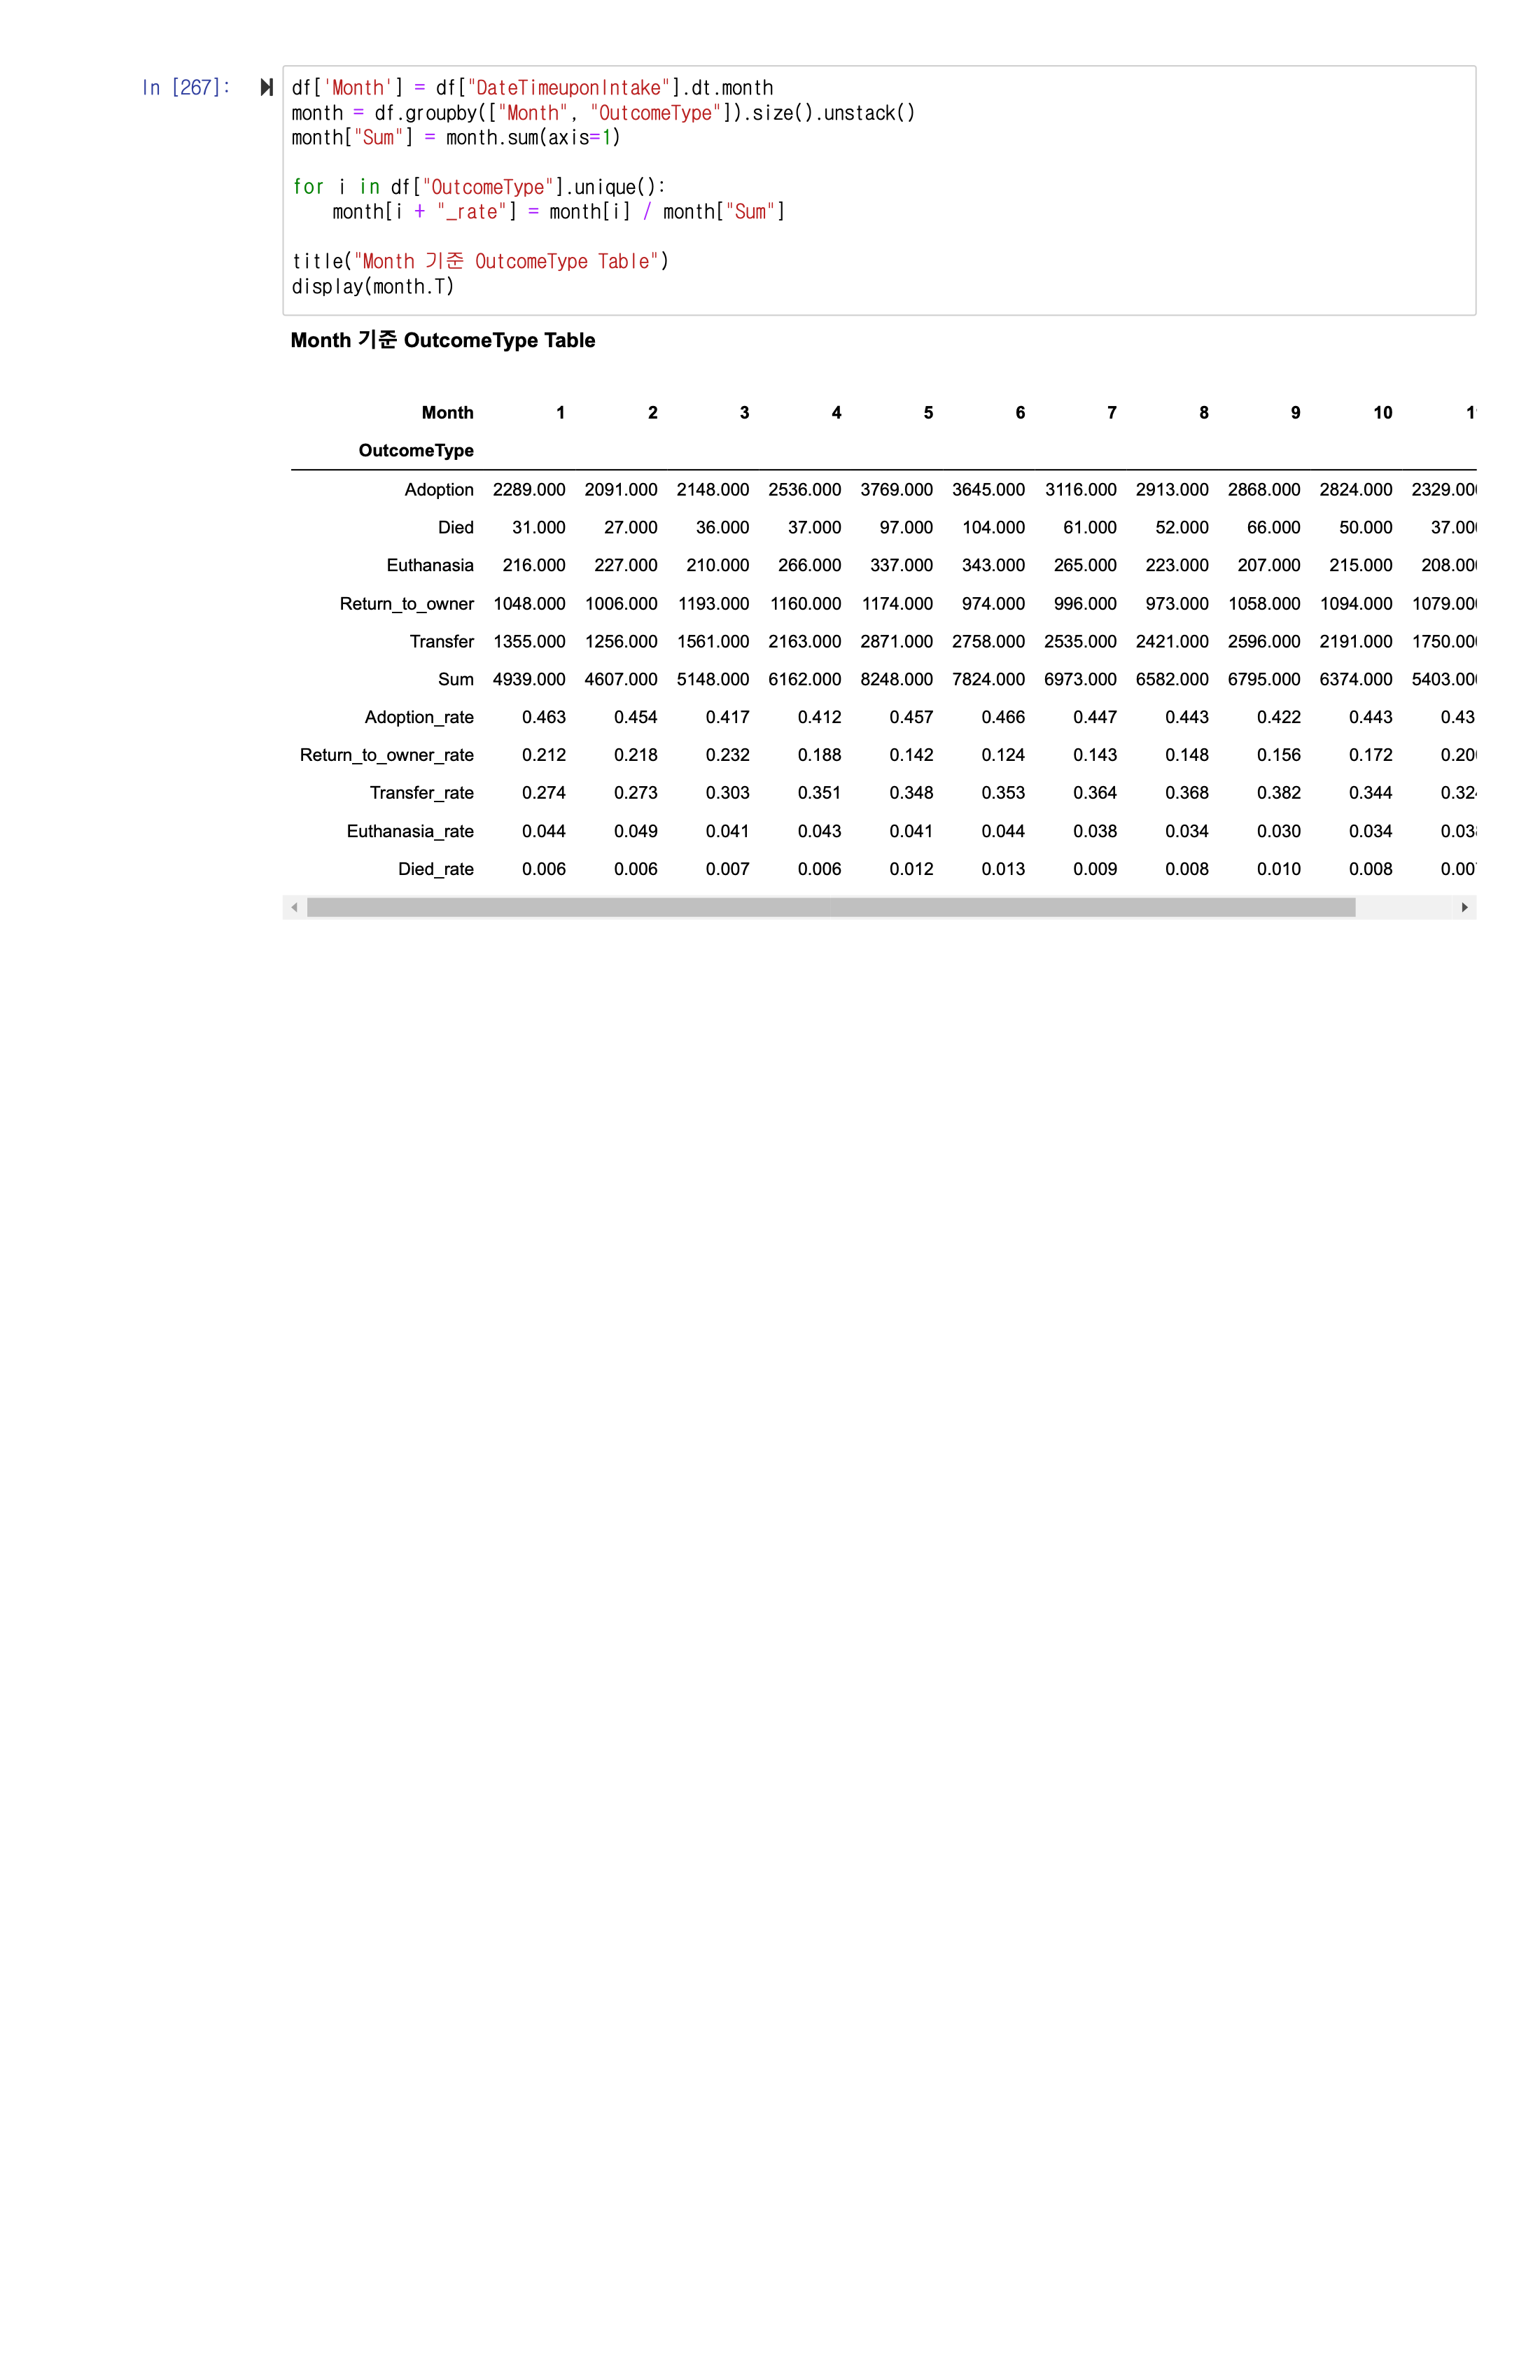 In [267]:
df['Month'] = df["DateTimeuponIntake"].dt.month
month = df.groupby(["Month", "OutcomeType"]).size().unstack()
month["Sum"] = month.sum(axis=1)
for i in df["OutcomeType"].unique():
    month[i + "_rate"] = month[i] / month["Sum"]
title("Month 기준 OutcomeType Table")
display(month.T)
Month 기준 OutcomeType Table
Month 1 2 3 4 5 6 7 8 9 10
OutcomeType
Adoption 2289.000 2091.000 2148.000 2536.000 3769.000 3645.000 3116.000 2913.000 2868.000 2824.000 2329.00
Died 31.000 27.000 36.000 37.000 97.000 104.000 61.000 52.000 66.000 50.000 37.00
Euthanasia 216.000 227.000 210.000 266.000 337.000 343.000 265.000 223.000 207.000 215.000 208.00
Return_to_owner 1048.000 1006.000 1193.000 1160.000 1174.000 974.000 996.000 973.000 1058.000 1094.000 1079.00
Transfer 1355.000 1256.000 1561.000 2163.000 2871.000 2758.000 2535.000 2421.000 2596.000 2191.000 1750.00
Sum 4939.000 4607.000 5148.000 6162.000 8248.000 7824.000 6973.000 6582.000 6795.000 6374.000 5403.00
Adoption_rate 0.463 0.454 0.417 0.412 0.457 0.466 0.447 0.443 0.422 0.443 0.43
Return_to_owner_rate 0.212 0.218 0.232 0.188 0.142 0.124 0.143 0.148 0.156 0.172 0.20
Transfer_rate 0.274 0.273 0.303 0.351 0.348 0.353 0.364 0.368 0.382 0.344 0.32
Euthanasia_rate 0.044 0.049 0.041 0.043 0.041 0.044 0.038 0.034 0.030 0.034 0.03
Died_rate 0.006 0.006 0.007 0.006 0.012 0.013 0.009 0.008 0.010 0.008 0.00